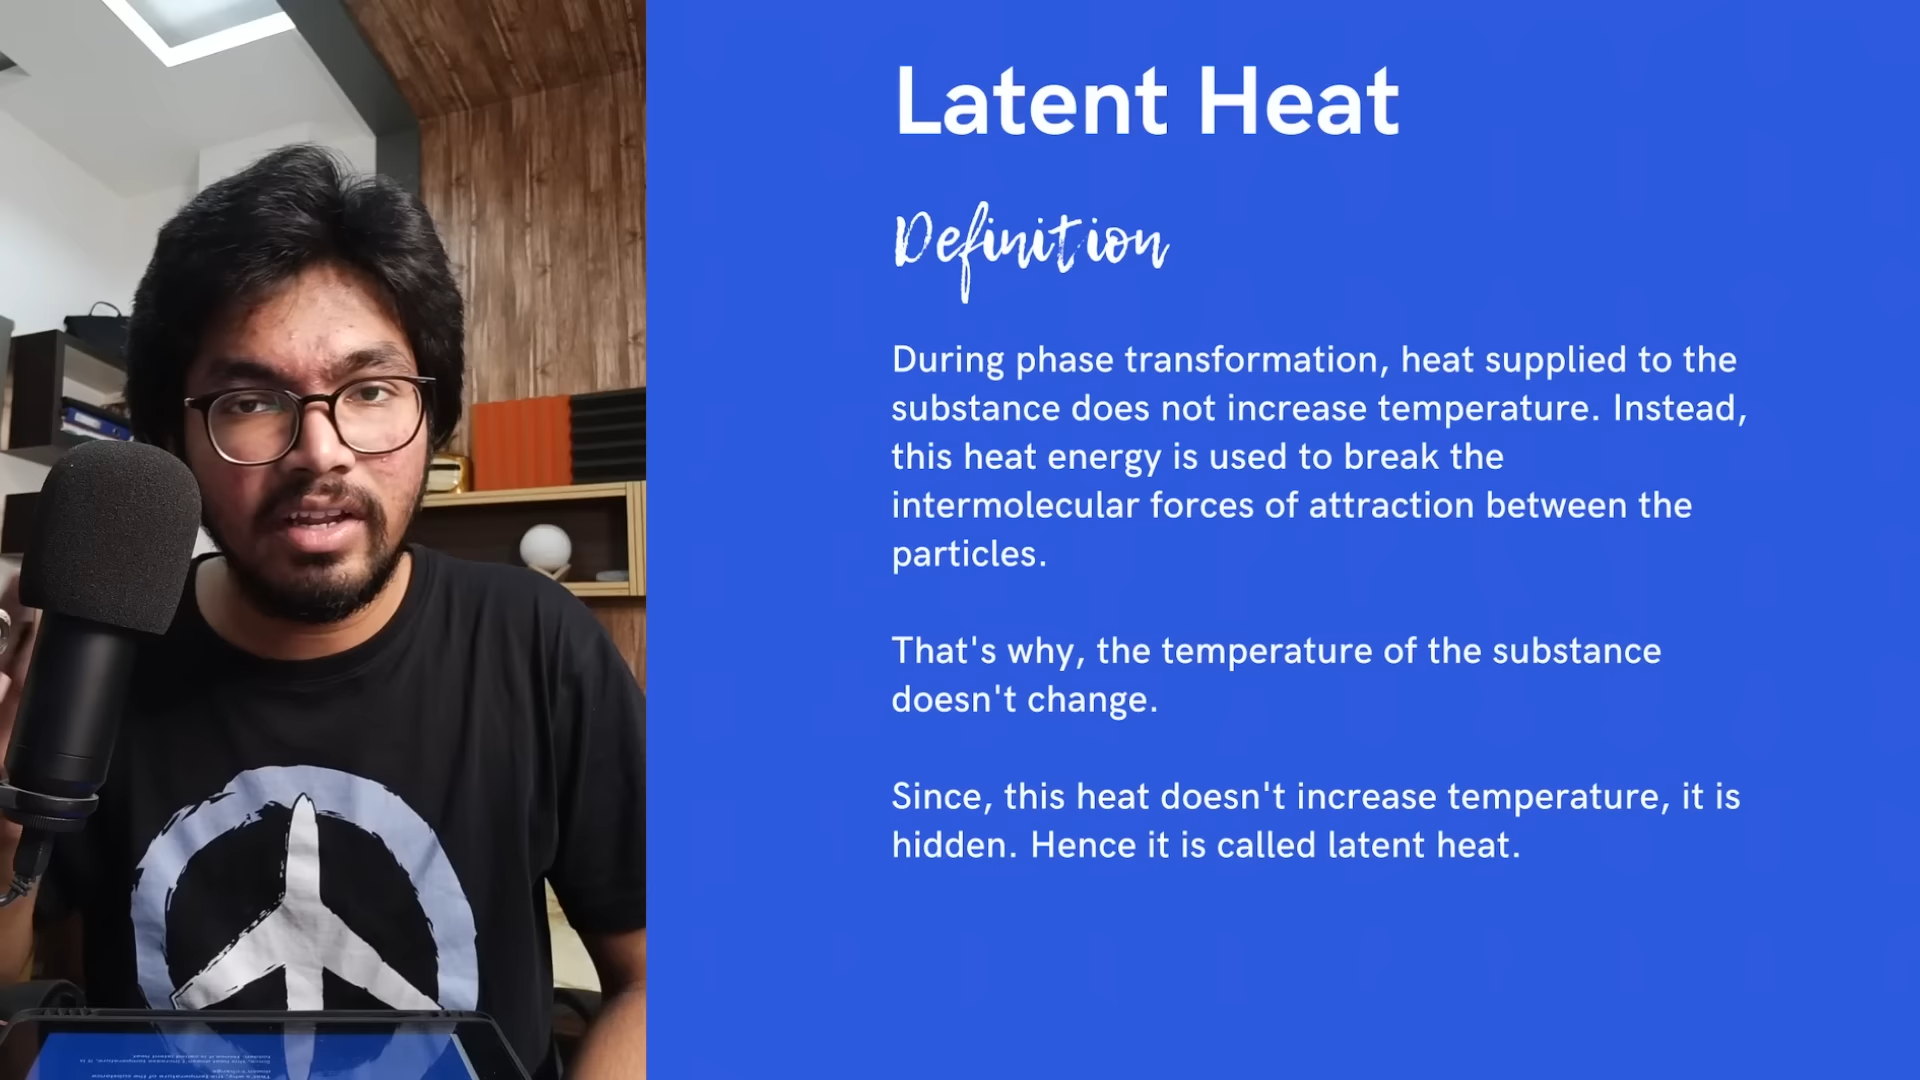 Latent Heat
Definition
During phase transformation, heat supplied to the
substance does not increase temperature. Instead,
this heat energy is used to break the
intermolecular forces of attraction between the
particles.
That's why, the temperature of the substance
doesn't change.
Since, this heat doesn't increase temperature, it is
hidden. Hence it is called latent heat.